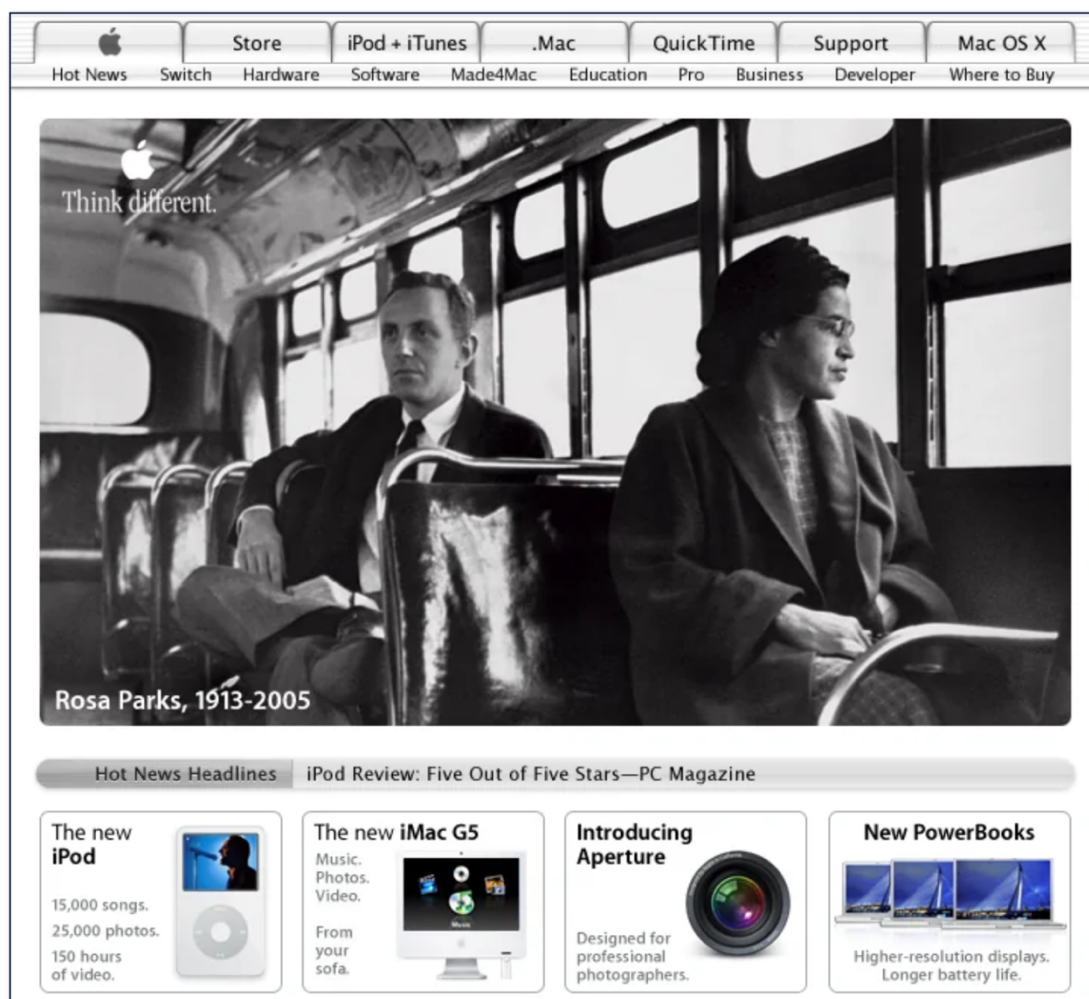 Store
iPod + iTunes
.Mac
QuickTime
Support
Mac OS X
Hot News
Switch
Hardware
Software
Made4Mac
Education
Pro
Business
Developer
Where to Buy
Think different.
Rosa Parks, 1913-2005
Hot News Headlines
iPod Review: Five Out of Five Stars—PC Magazine
The new
iPod
15,000 songs.
25,000 photos.
150 hours
of video.
The new iMac G5
Music.
Photos.
Video.
From
your
sofa.
Music
Introducing
Aperture
Designed for
professional
photographers.
New PowerBooks
Higher-resolution displays.
Longer battery life.